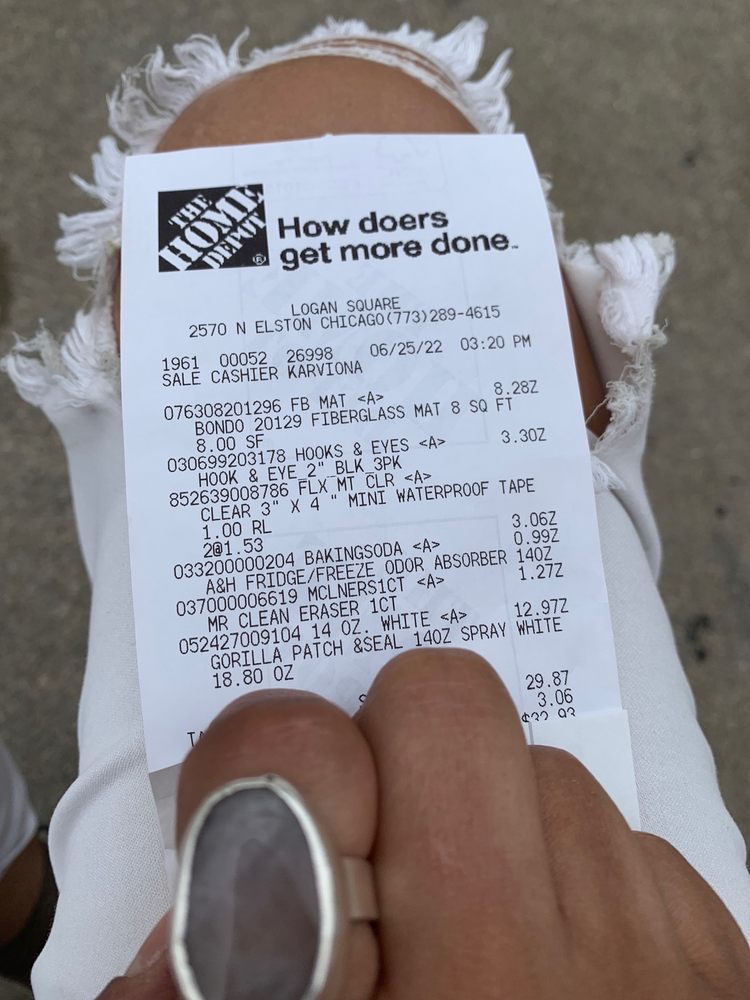 THE
HOME
DEPOT
®
How doers
get more done™
LOGAN SQUARE
2570 N ELSTON CHICAGO(773)289-4615
1961 00052 26998 06/25/22 03:20 PM
SALE CASHIER KARVIONA
076308201296 FB MAT <A> 8.28Z
BONDO 20129 FIBERGLASS MAT 8 SQ FT
8.00 SF
030699203178 HOOKS & EYES <A> 3.30Z
HOOK & EYE_2"_BLK_3PK
852639008786 FLX MT CLR <A>
CLEAR 3" X 4 " MINI WATERPROOF TAPE
1.00 RL
2@1.53 3.06Z
033200000204 BAKINGSODA <A> 0.99Z
A&H FRIDGE/FREEZE ODOR ABSORBER 14OZ
037000006619 MCLNERS1CT <A> 1.27Z
MR CLEAN ERASER 1CT
052427009104 14 OZ. WHITE <A> 12.97Z
GORILLA PATCH &SEAL 14OZ SPRAY WHITE
18.80 OZ
29.87
3.06
$32.93